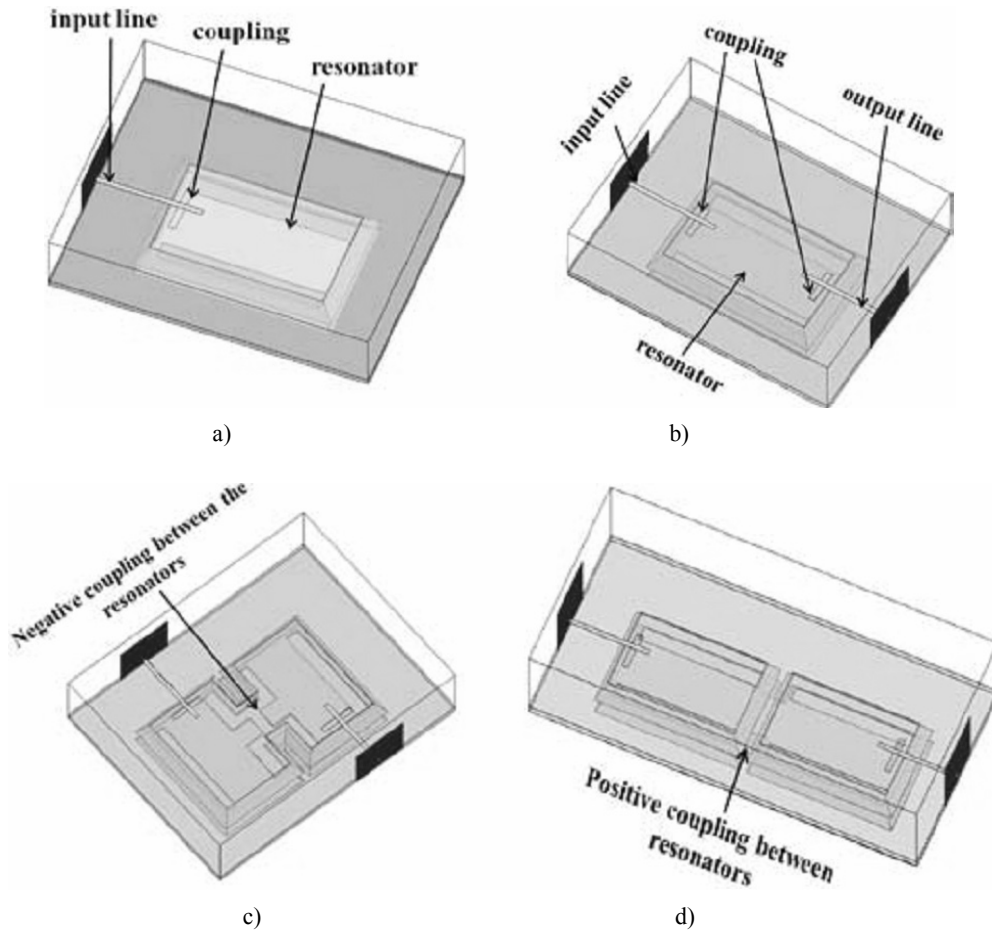 input line
coupling
resonator
a)
coupling
input line
output line
resonator
b)
Negative coupling between the
resonators
c)
Positive coupling between
resonators
d)